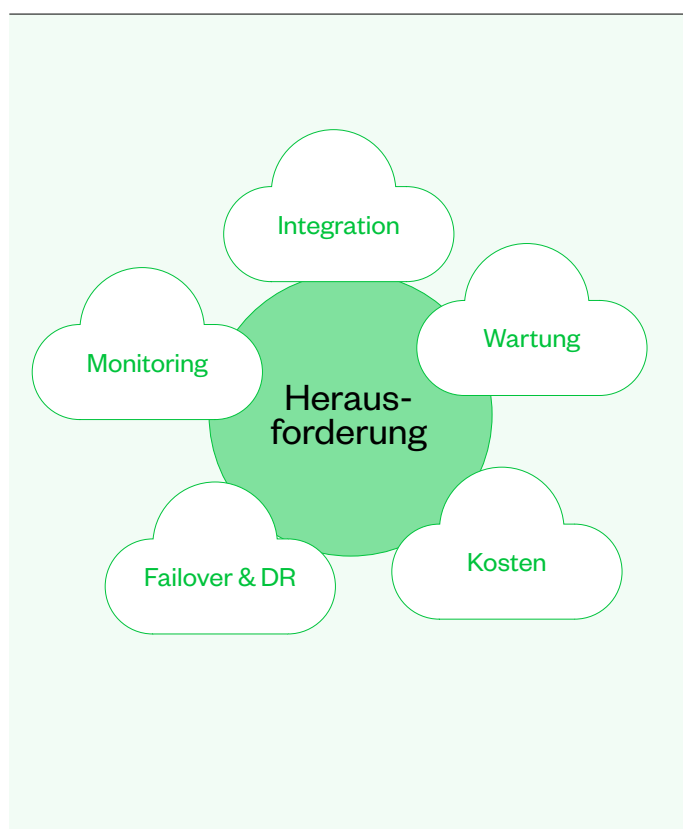 Integration
Wartung
Monitoring
Heraus-
forderung
Failover & DR
Kosten